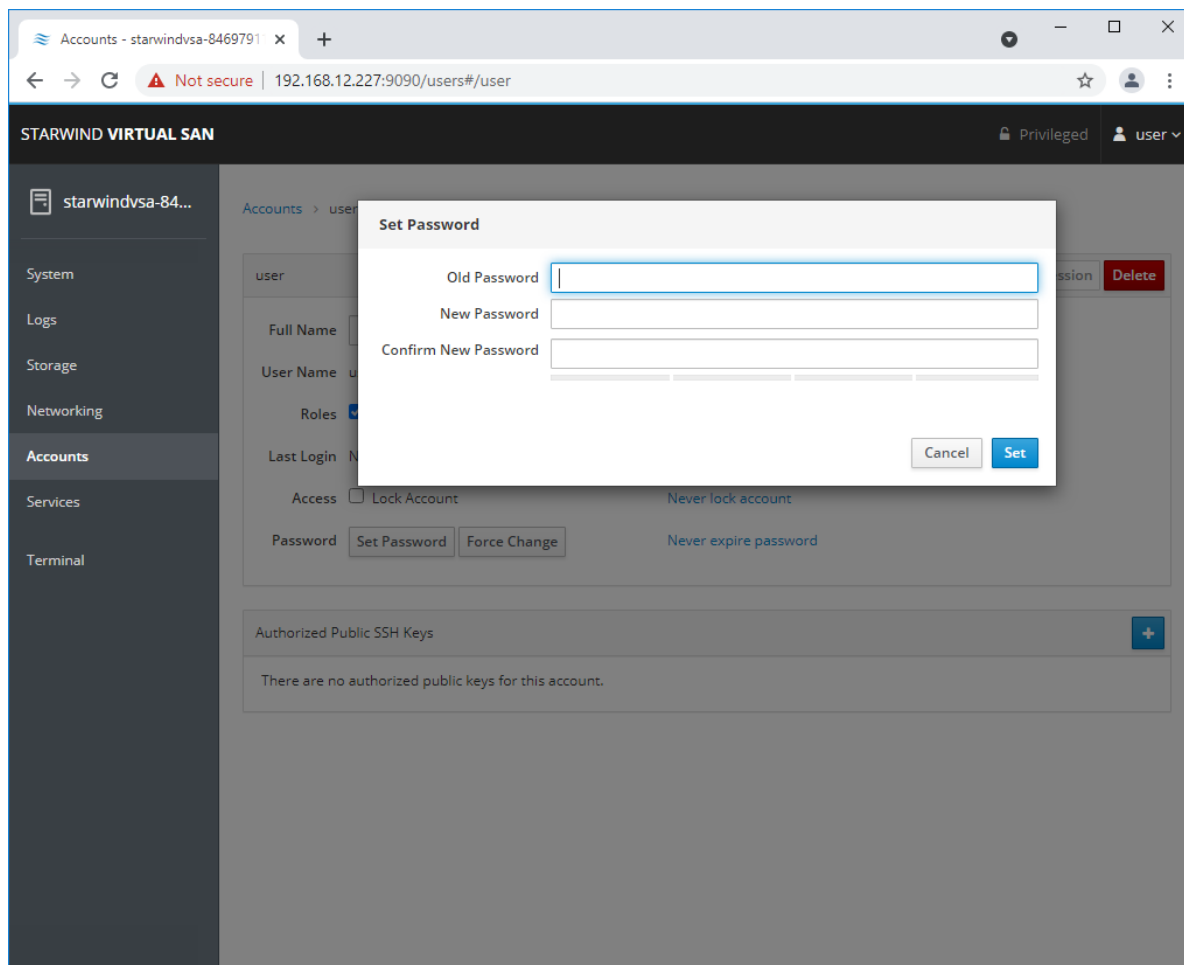 Accounts - starwindvsa-8469791
Not secure | 192.168.12.227:9090/users#/user
STARWIND VIRTUAL SAN
Privileged
user
starwindvsa-84...
System
Logs
Storage
Networking
Accounts
Services
Terminal
Accounts > user
Set Password
Old Password
New Password
Confirm New Password
Cancel Set
user
Delete
Full Name
User Name
Roles
Last Login
Access Lock Account Never lock account
Password Set Password Force Change Never expire password
Authorized Public SSH Keys
There are no authorized public keys for this account.